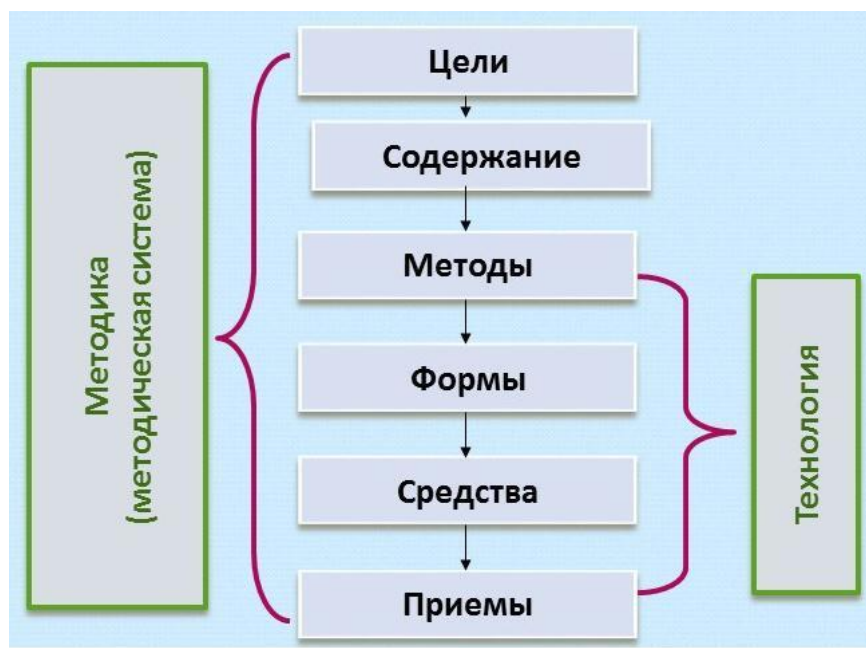 Методика
(методическая система)
Цели
Содержание
Методы
Формы
Средства
Приемы
Технология